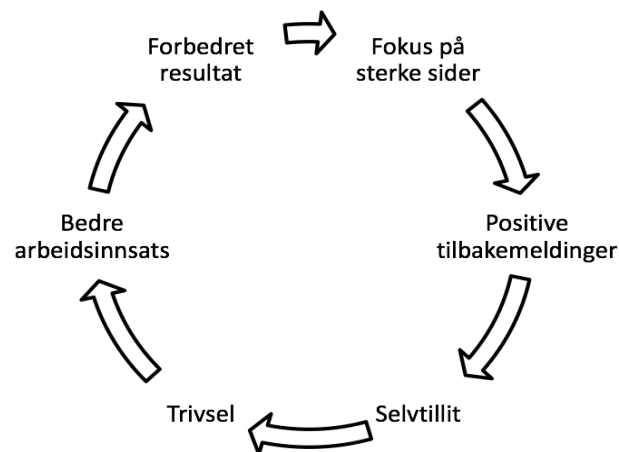 Forbedret
resultat
Fokus på
sterke sider
Positive
tilbakemeldinger
Selvtillit
Trivsel
Bedre
arbeidsinnsats